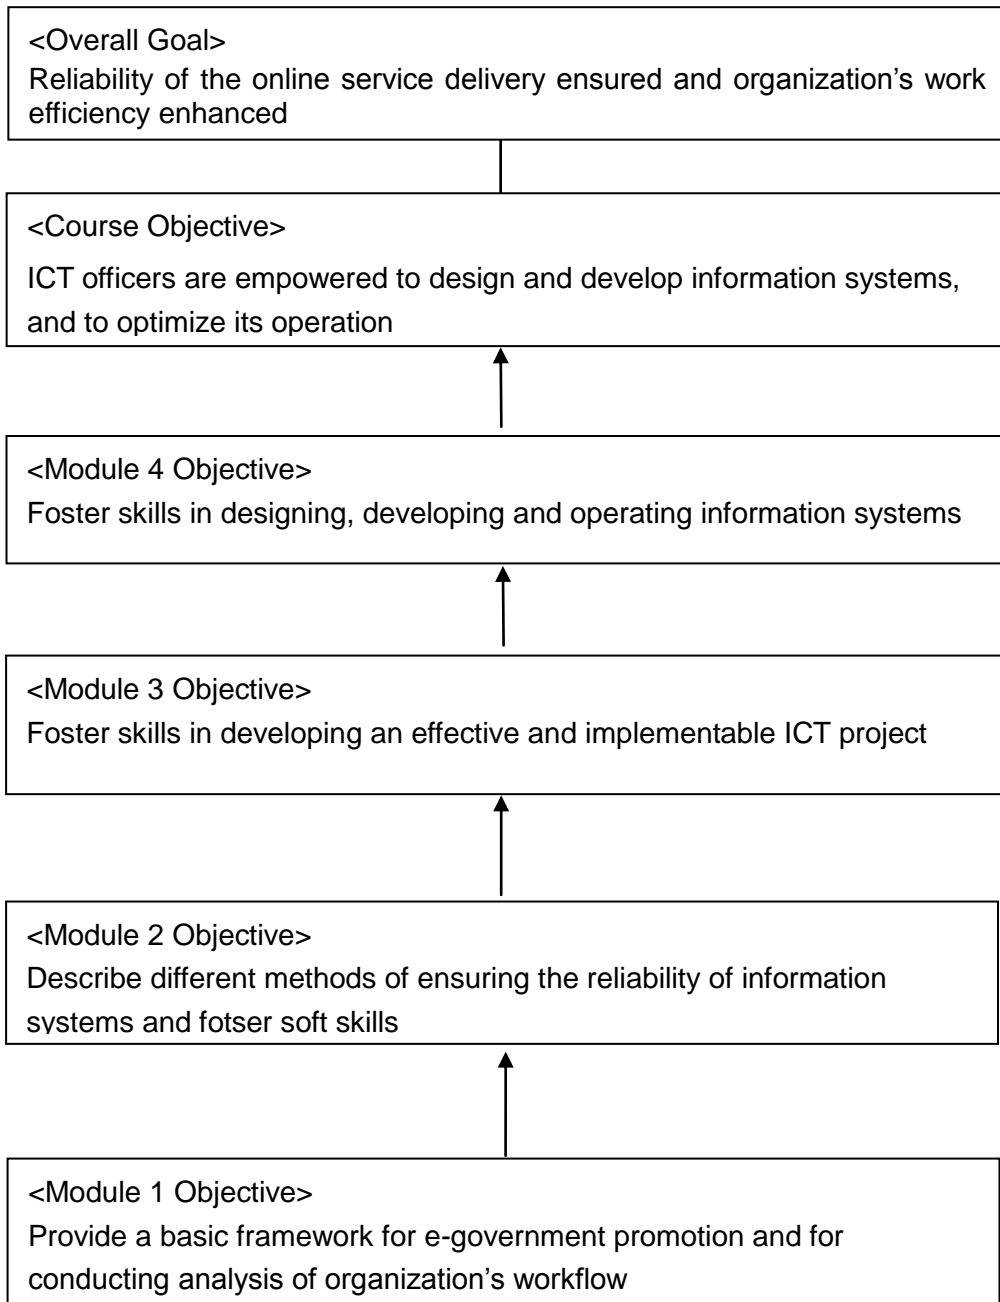 <Overall Goal>
Reliability of the online service delivery ensured and organization’s work
efficiency enhanced
<Course Objective>
ICT officers are empowered to design and develop information systems,
and to optimize its operation
<Module 4 Objective>
Foster skills in designing, developing and operating information systems
<Module 3 Objective>
Foster skills in developing an effective and implementable ICT project
<Module 2 Objective>
Describe different methods of ensuring the reliability of information
systems and fotser soft skills
<Module 1 Objective>
Provide a basic framework for e-government promotion and for
conducting analysis of organization’s workflow